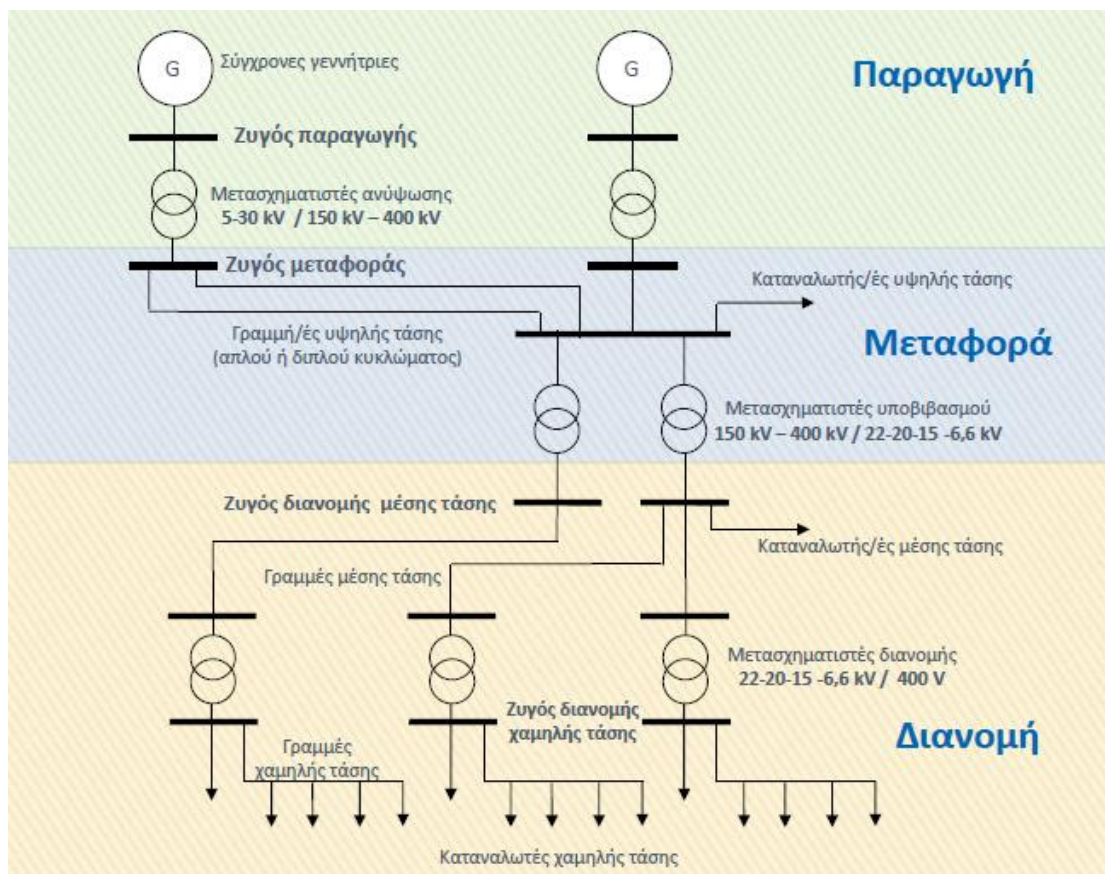 G
Σύγχρονες γεννήτριες
G
Παραγωγή
Ζυγός παραγωγής
Μετασχηματιστές ανύψωσης
5-30 kV / 150 kV – 400 kV
Ζυγός μεταφοράς
Καταναλωτής/ές υψηλής τάσης
Γραμμή/ές υψηλής τάσης
(απλού ή διπλού κυκλώματος)
Μεταφορά
Μετασχηματιστές υποβιβασμού
150 kV – 400 kV / 22-20-15 -6,6 kV
Ζυγός διανομής μέσης τάσης
Καταναλωτής/ές μέσης τάσης
Γραμμές μέσης τάσης
Μετασχηματιστές διανομής
22-20-15 -6,6 kV / 400 V
Ζυγός διανομής
χαμηλής τάσης
Διανομή
Γραμμές
χαμηλής τάσης
Καταναλωτές χαμηλής τάσης